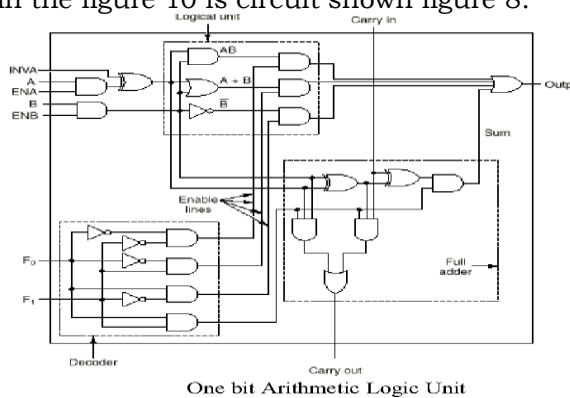 in the figure 10 is circuit shown figure 8.
Logical unit
Carry in
AB
INVA
A
ENA
A + B
Output
B
ENB
B̅
Sum
Enable
lines
F₀
Full
adder
F₁
Decoder
Carry out
One bit Arithmetic Logic Unit